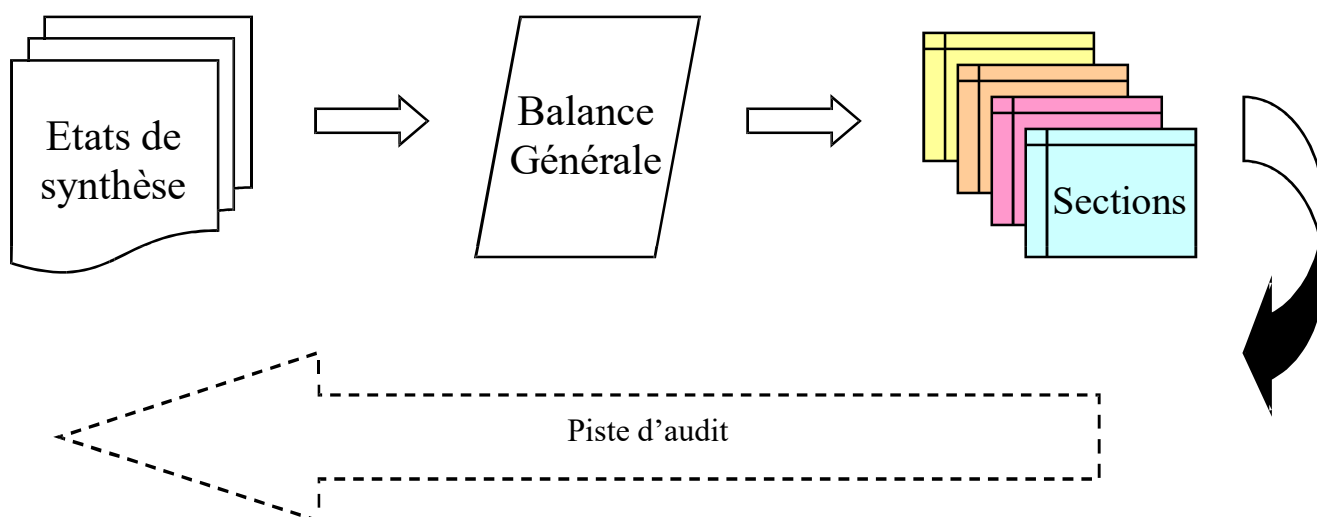 Etats de
synthèse
Balance
Générale
Sections
Piste d’audit